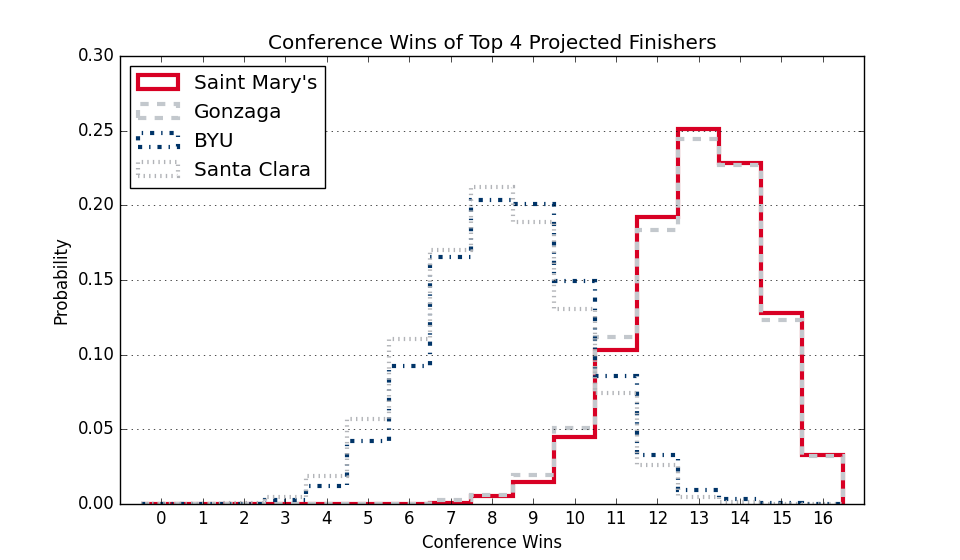 Conference Wins of Top 4 Projected Finishers
0.30
0.25
0.20
0.15
0.10
0.05
0.00
Probability
Saint Mary's
Gonzaga
BYU
Santa Clara
0 1 2 3 4 5 6 7 8 9 10 11 12 13 14 15 16
Conference Wins